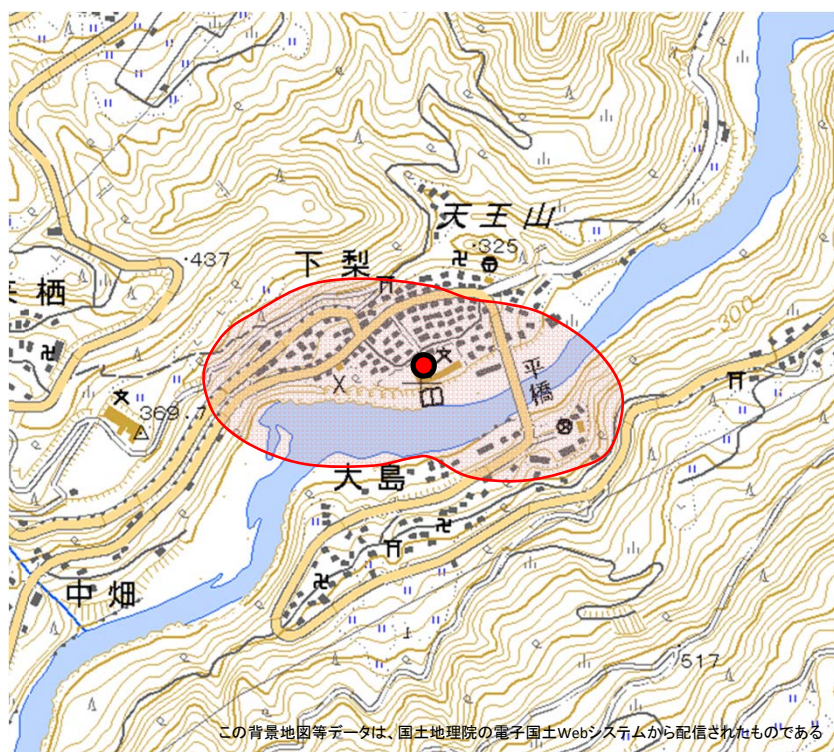 天王山
・325
下梨
・437
栖
300
平橋
369.7
大島
中畑
・517
この背景地図等データは、国土地理院の電子国土Webシステムから配信されたものである